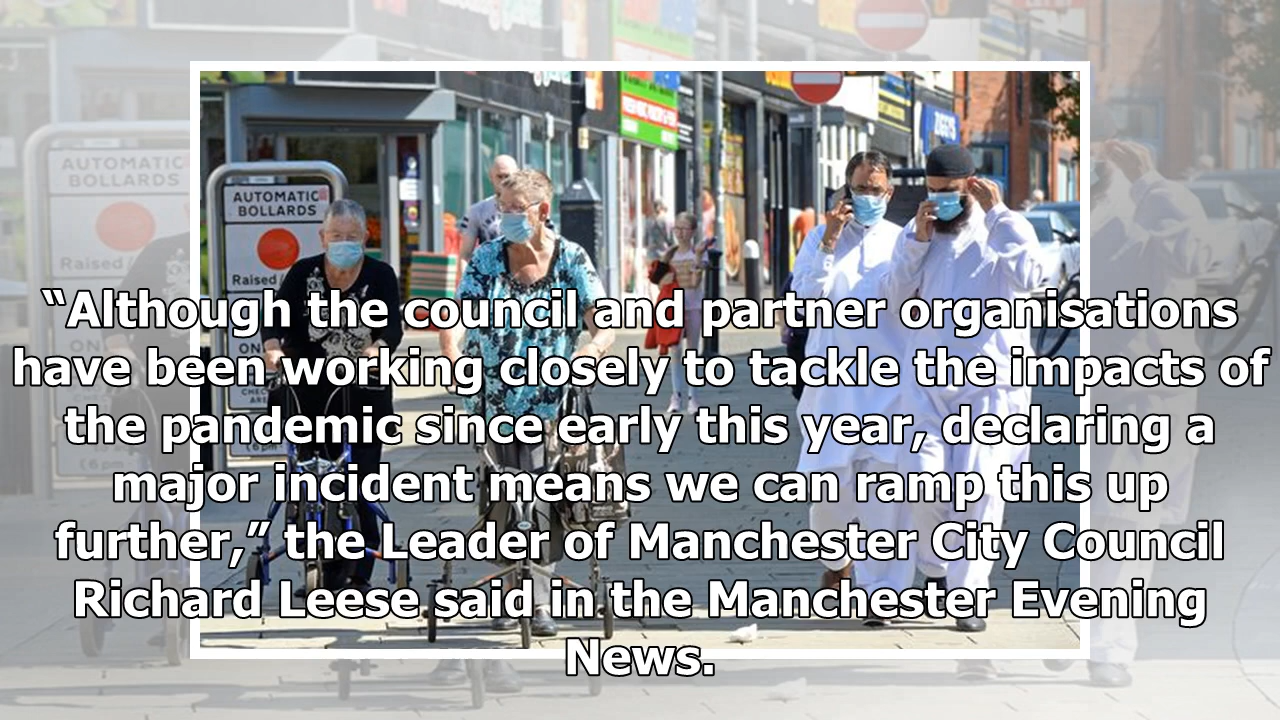 AUTOMATIC
BOLLARDS
AUTOMATIC
BOLLARDS
Raised /
Raised
“Although the council and partner organisations
have been working closely to tackle the impacts of
the pandemic since early this year, declaring a
major incident means we can ramp this up
further,” the Leader of Manchester City Council
Richard Leese said in the Manchester Evening
News.